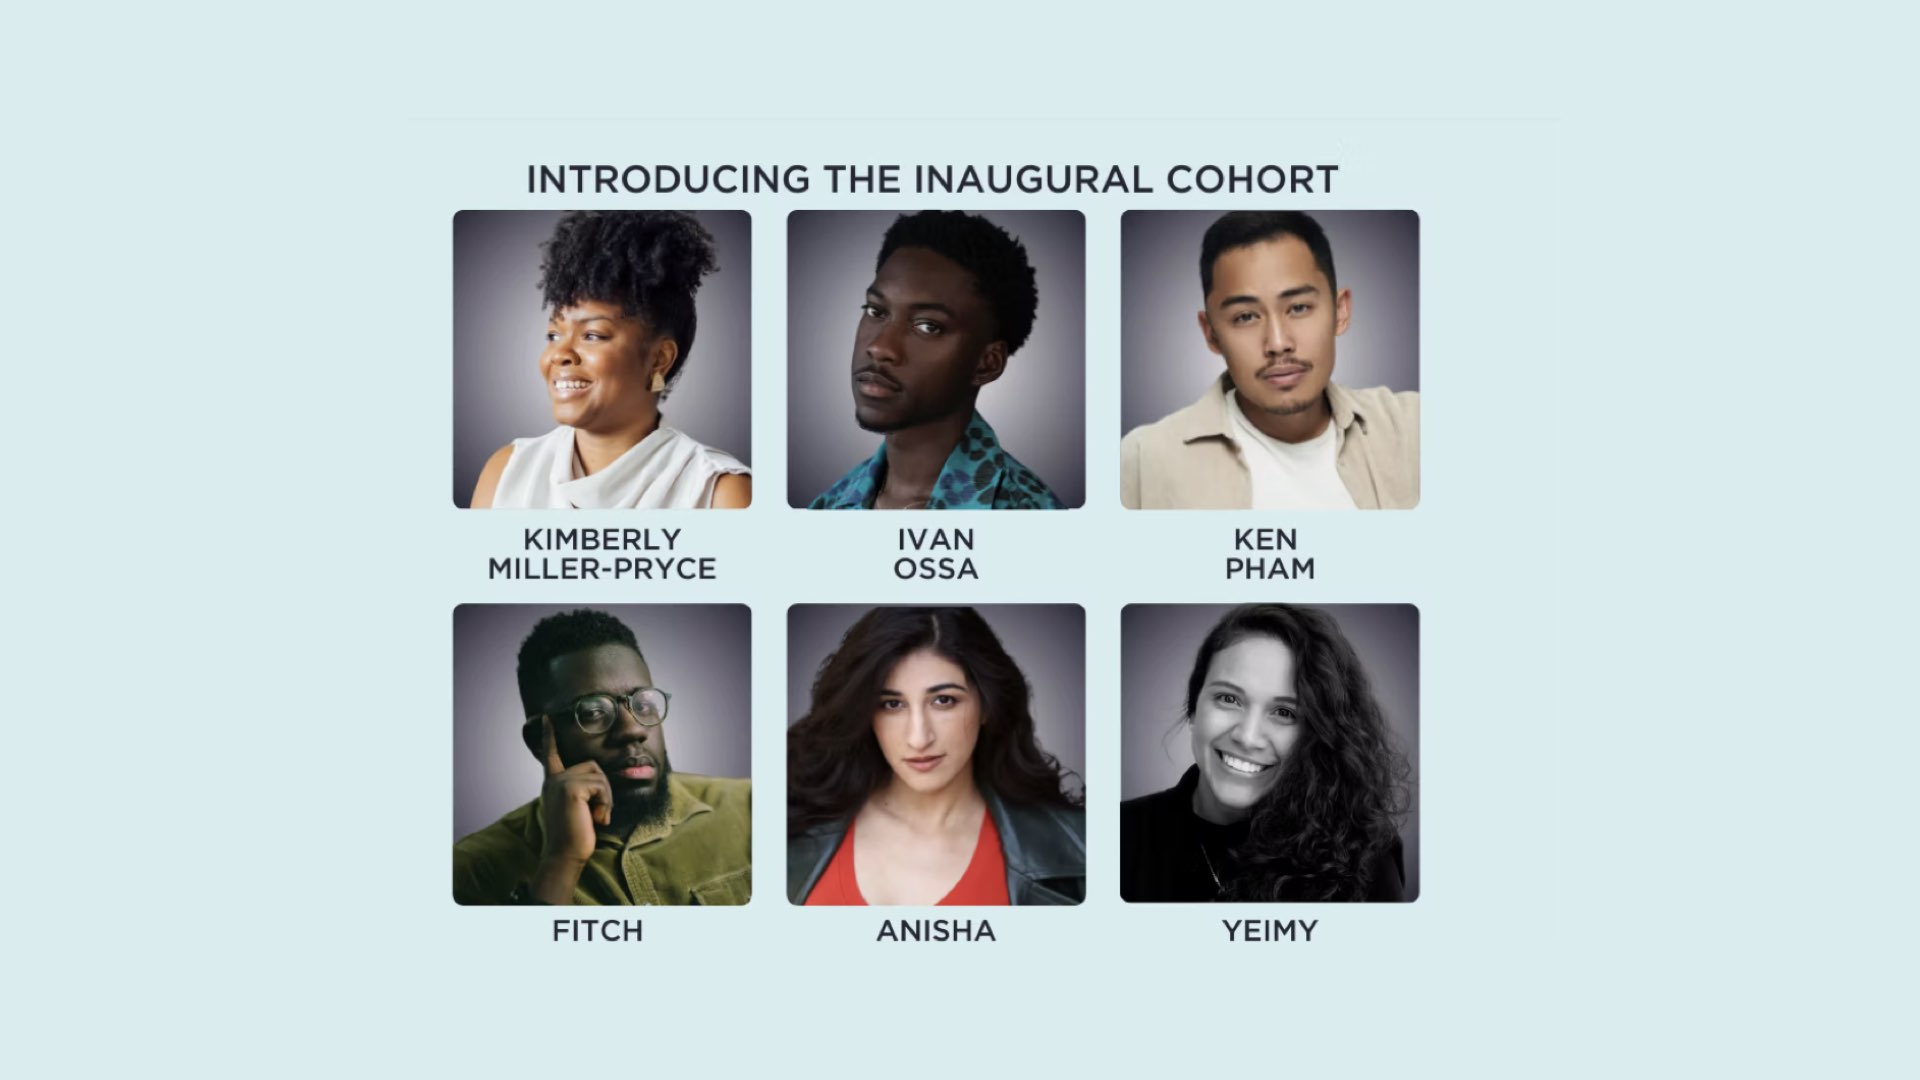 INTRODUCING THE INAUGURAL COHORT
KIMBERLY
MILLER-PRYCE
IVAN
OSSA
KEN
PHAM
FITCH
ANISHA
YEIMY